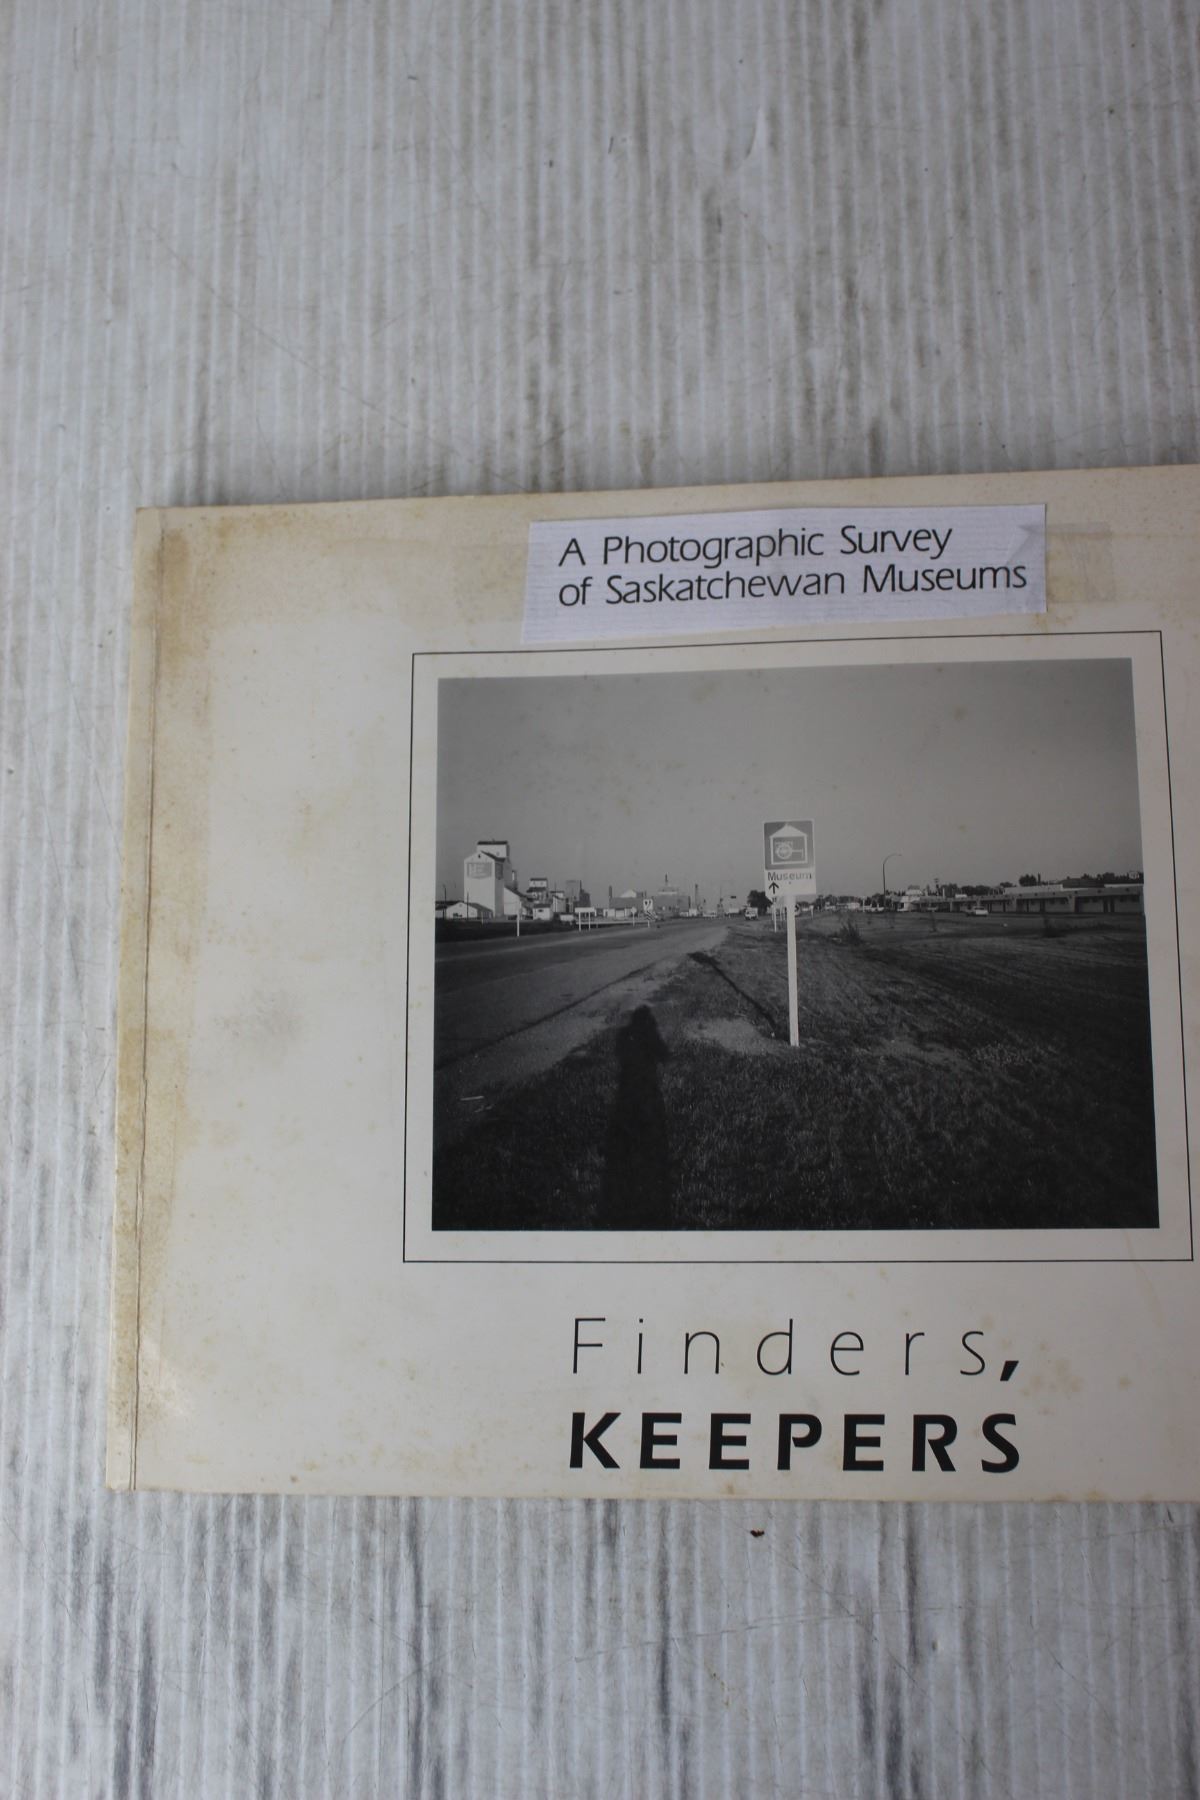 A Photographic Survey
of Saskatchewan Museums
Museum
Finders,
KEEPERS